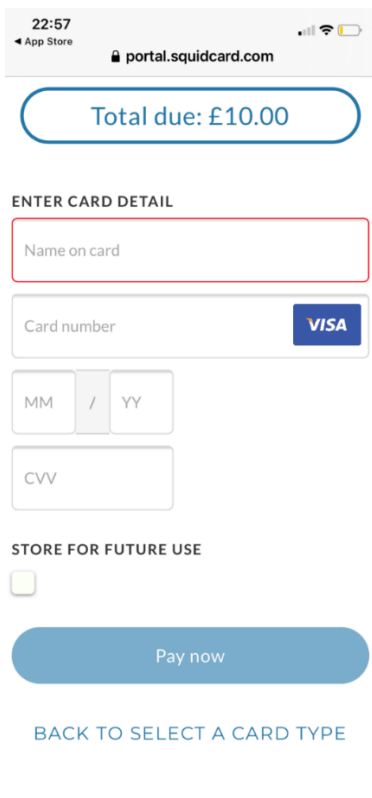 22:57
◀ App Store
portal.squidcard.com
Total due: £10.00
ENTER CARD DETAIL
Name on card
Card number VISA
MM / YY
CVV
STORE FOR FUTURE USE
Pay now
BACK TO SELECT A CARD TYPE